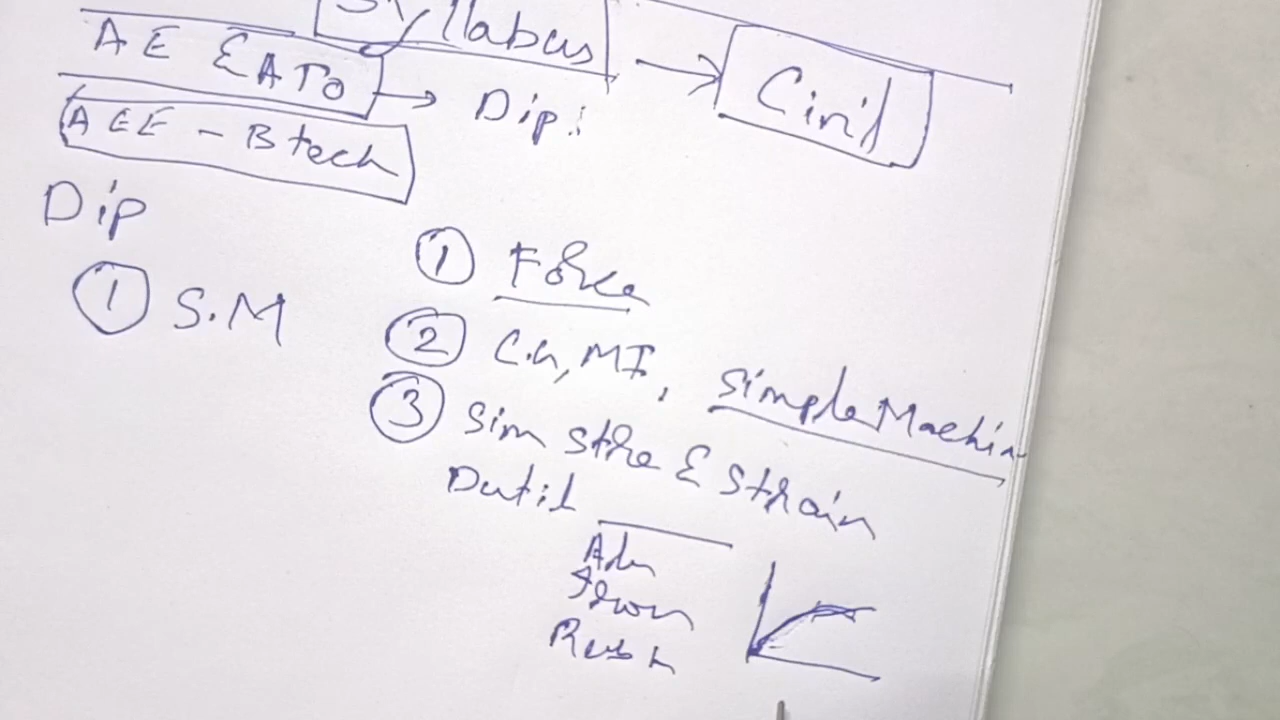 Syllabus → Civil
AE & ATO → Dip:
AEE - Btech
Dip
① S.M
① Force
② C.G, MI, Simple Machin
③ Sim Stre & Strain
Dutil